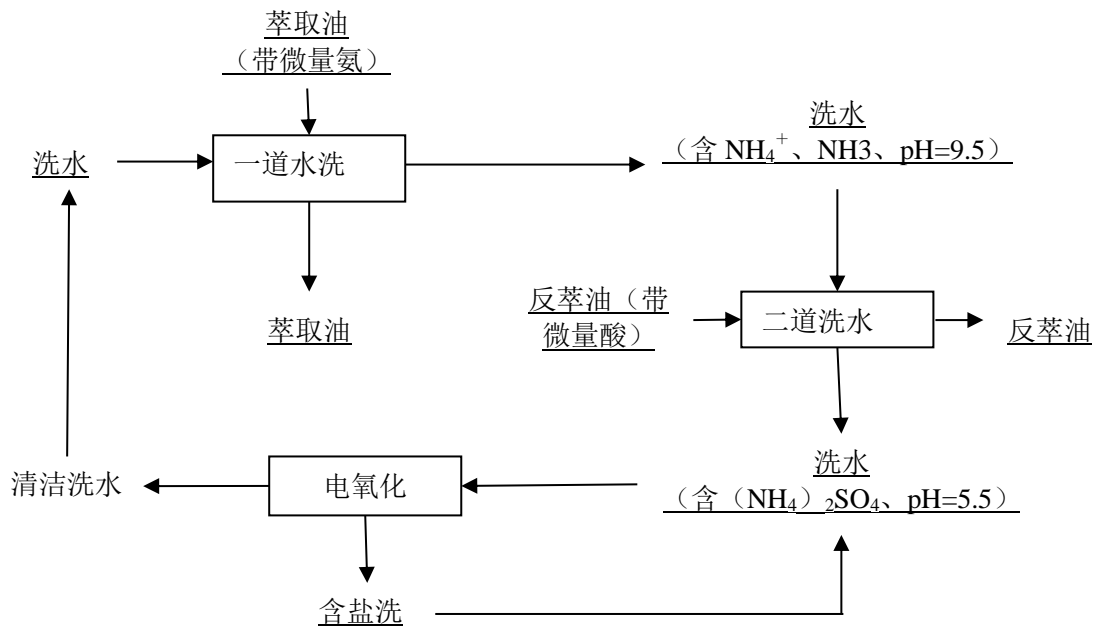 萃取油
（带微量氨）
洗水
一道水洗
洗水
（含 NH₄⁺、NH3、pH=9.5）
萃取油
反萃油（带
微量酸）
二道洗水
反萃油
清洁洗水
电氧化
洗水
（含（NH₄）₂SO₄、pH=5.5）
含盐洗